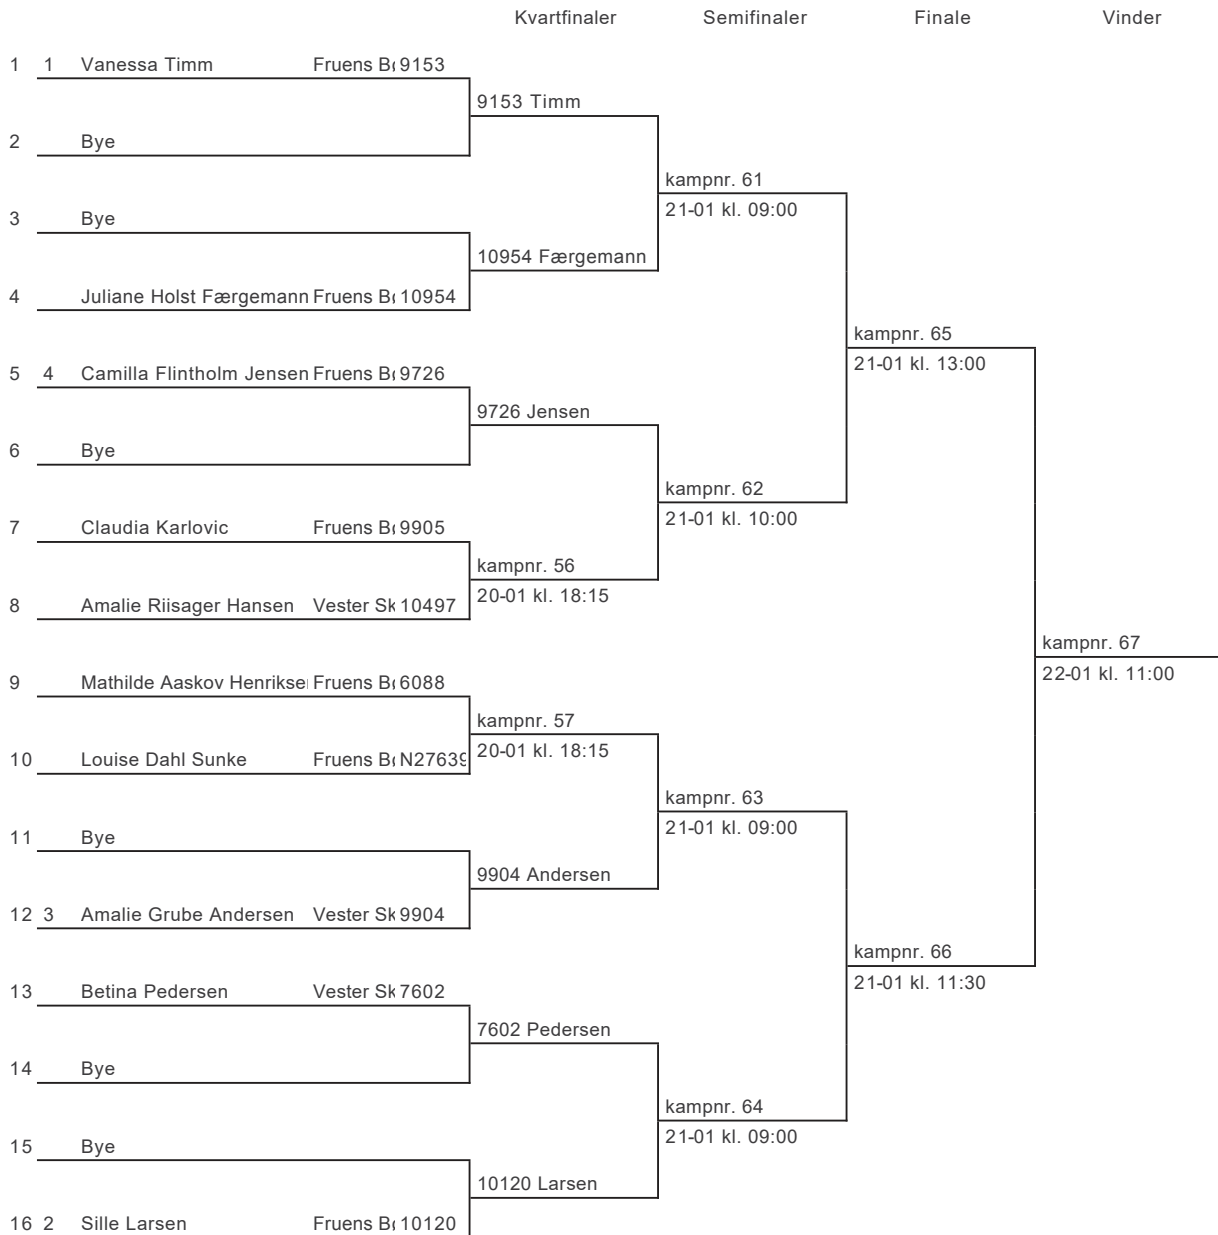 Kvartfinaler Semifinaler Finale Vinder
1 1 Vanessa Timm Fruens 9153
9153 Timm
2 Bye
kampnr. 61
21-01 kl. 09:00
3 Bye
10954 Færgemann
4 Juliane Holst Færgemann Fruens 10954
kampnr. 65
21-01 kl. 13:00
5 4 Camilla Flintholm Jensen Fruens 9726
9726 Jensen
6 Bye
kampnr. 62
21-01 kl. 10:00
7 Claudia Karlovic Fruens 9905
kampnr. 56
20-01 kl. 18:15
8 Amalie Riisager Hansen Vester 10497
kampnr. 67
22-01 kl. 11:00
9 Mathilde Aaskov Fruens 6088
kampnr. 57
20-01 kl. 18:15
10 Louise Dahl Sunke Fruens
kampnr. 63
21-01 kl. 09:00
11 Bye
9904 Andersen
12 3 Amalie Grube Andersen Vester 9904
kampnr. 66
21-01 kl. 11:30
13 Betina Pedersen Vester 7602
7602 Pedersen
14 Bye
kampnr. 64
21-01 kl. 09:00
15 Bye
10120 Larsen
16 2 Sille Larsen Fruens 10120